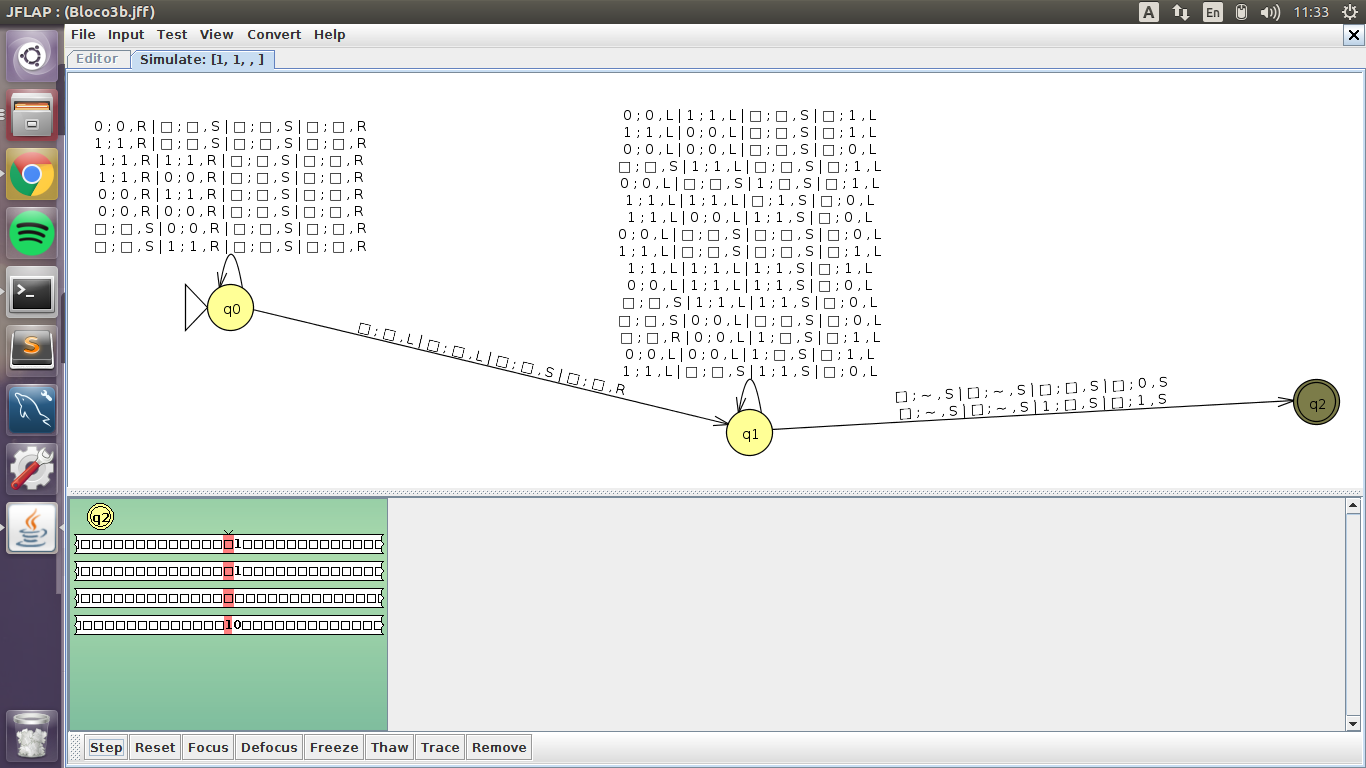 JFLAP : (Bloco3b.jff)
A
En
11:33
File Input Test View Convert Help
Editor
Simulate: [1, 1, , ]
0;0,R|□;□,S|□;□,S|□;□,R
1;1,R|□;□,S|□;□,S|□;□,R
1;1,R|1;1,R|□;□,S|□;□,R
1;1,R|0;0,R|□;□,S|□;□,R
0;0,R|1;1,R|□;□,S|□;□,R
0;0,R|0;0,R|□;□,S|□;□,R
□;□,S|0;0,R|□;□,S|□;□,R
□;□,S|1;1,R|□;□,S|□;□,R
q0
□;□,L|□;□,L|□;□,S|□;□,R
0;0,L|1;1,L|□;□,S|□;1,L
1;1,L|0;0,L|□;□,S|□;1,L
0;0,L|0;0,L|□;□,S|□;0,L
□;□,S|1;1,L|□;□,S|□;1,L
0;0,L|□;□,S|1;□,S|□;1,L
1;1,L|1;1,L|□;1,S|□;0,L
1;1,L|0;0,L|1;1,S|□;0,L
0;0,L|□;□,S|□;□,S|□;0,L
1;1,L|□;□,S|□;□,S|□;1,L
1;1,L|1;1,L|1;1,S|□;1,L
0;0,L|1;1,L|1;1,S|□;0,L
□;□,S|1;1,L|1;1,S|□;0,L
□;□,S|0;0,L|□;□,S|□;0,L
□;□,R|0;0,L|1;□,S|□;1,L
0;0,L|0;0,L|1;□,S|□;1,L
1;1,L|□;□,S|1;1,S|□;0,L
q1
□;~,S|□;~,S|□;□,S|□;0,S
□;~,S|□;~,S|1;□,S|□;1,S
q2
q2
1
1
10
Step Reset Focus Defocus Freeze Thaw Trace Remove